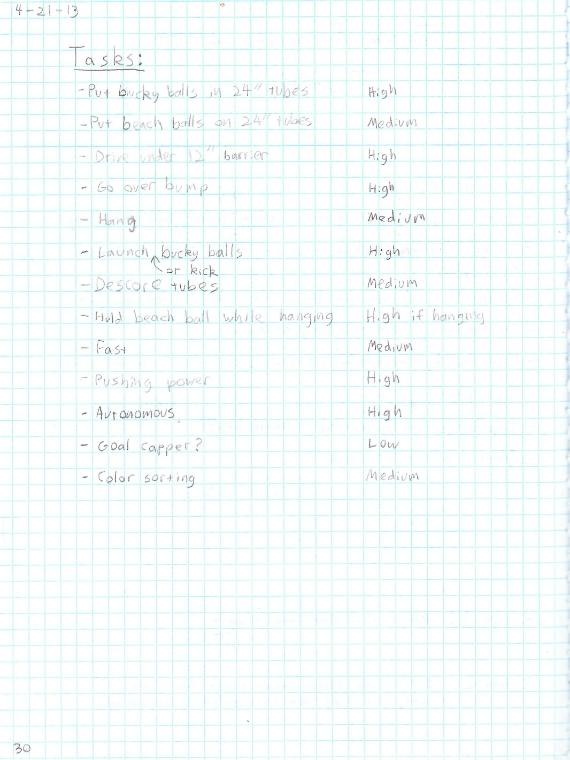 4-21-13
Tasks:
- Put bucky balls in 24" tubes High
- Put beach balls on 24" tubes Medium
- Drive under 12" barrier High
- Go over bump High
- Hang Medium
- Launch bucky balls High
or kick
- Descore tubes Medium
- Hold beach ball while hanging High if hanging
- Fast Medium
- Pushing power High
- Autonomous High
- Goal capper? Low
- Color sorting Medium
30